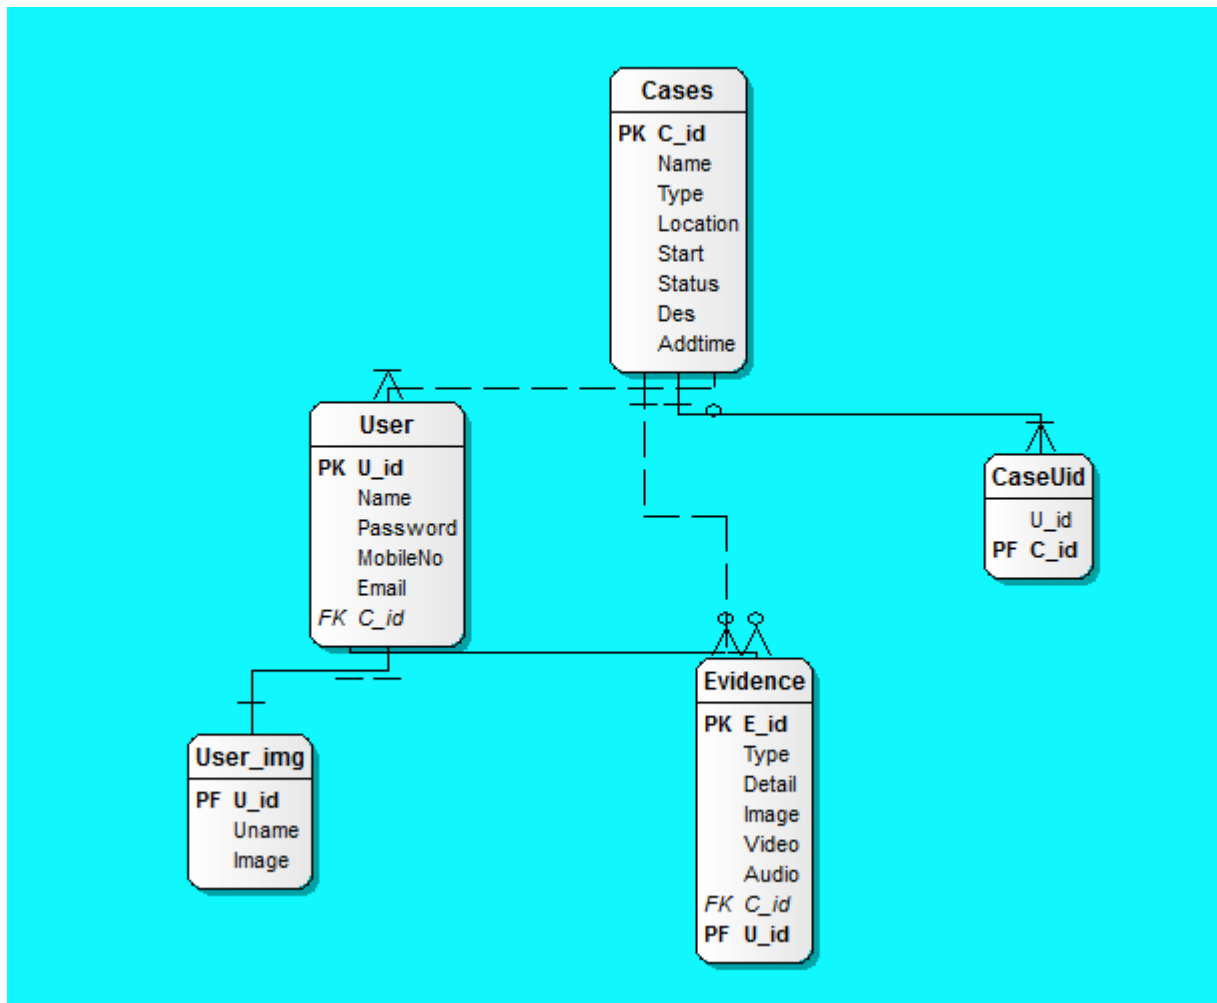 Cases
PK C_id
Name
Type
Location
Start
Status
Des
Addtime
User
PK U_id
Name
Password
MobileNo
Email
FK C_id
CaseUid
U_id
PF C_id
User_img
PF U_id
Uname
Image
Evidence
PK E_id
Type
Detail
Image
Video
Audio
FK C_id
PF U_id